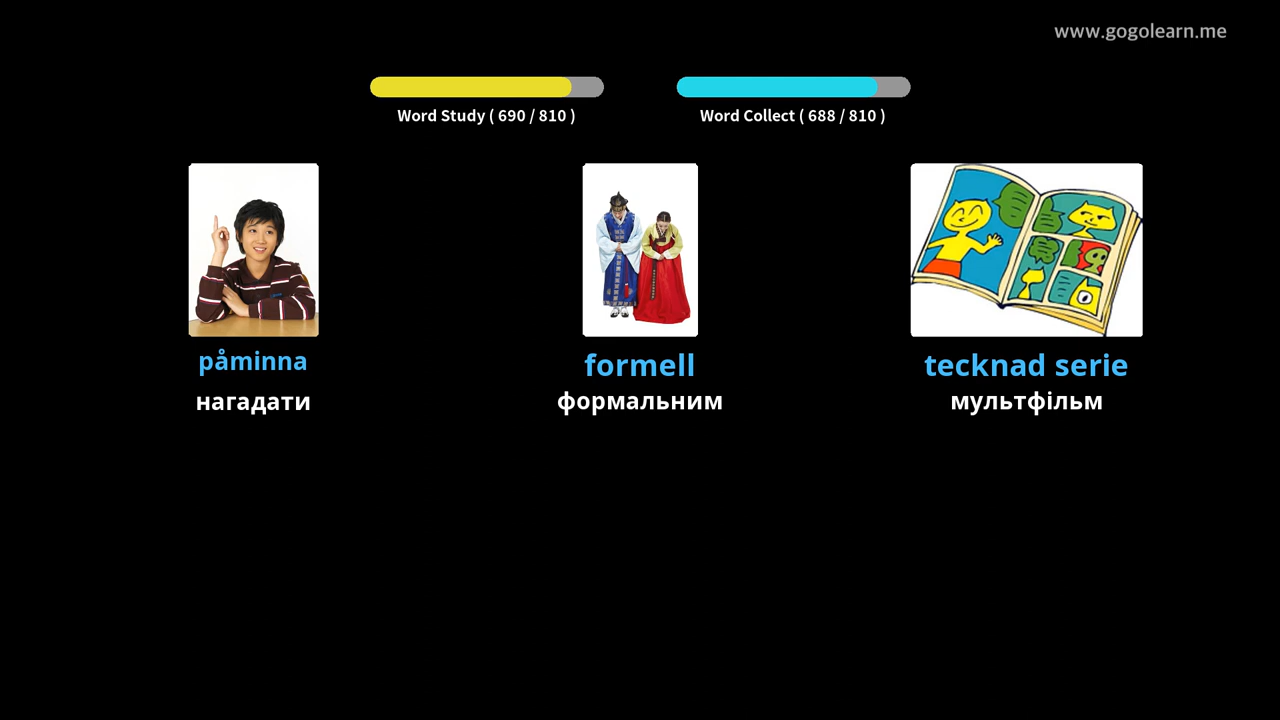 www.gogolearn.me
Word Study ( 690 / 810 )
Word Collect ( 688 / 810 )
påminna
formell
tecknad serie
нагадати
формальним
мультфільм